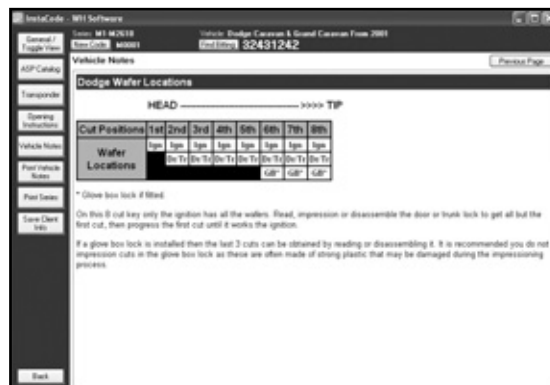 InstaCode - WH Software
Series M1-M2618 Vehicle Dodge Caravan & Grand Caravan From 2001
New Code M0001 Find Bitting 32431242
General / Toggle View
Vehicle Notes
Previous Page
ASP Catalog
Transponder
Opening Instructions
Vehicle Notes
Print Vehicle Notes
Print Series
Save Client Info
Back
Dodge Wafer Locations
HEAD ---------------------- >>>> TIP
Cut Positions 1st 2nd 3rd 4th 5th 6th 7th 8th
Wafer Locations
Ign Ign Ign Ign Ign Ign Ign Ign
Dr Tr Dr Tr Dr Tr Dr Tr Dr Tr Dr Tr Dr Tr
GB* GB* GB*
* Glove box lock if fitted.
On this 8 cut key only the ignition has all the wafers. Read, impression or disassemble the door or trunk lock to get all but the
first cut, then progress the first cut until it works the ignition.
If a glove box lock is installed then the last 3 cuts can be obtained by reading or disassembling it. It is recommended you do not
impression cuts in the glove box lock as these are often made of strong plastic that may be damaged during the impressioning
process.